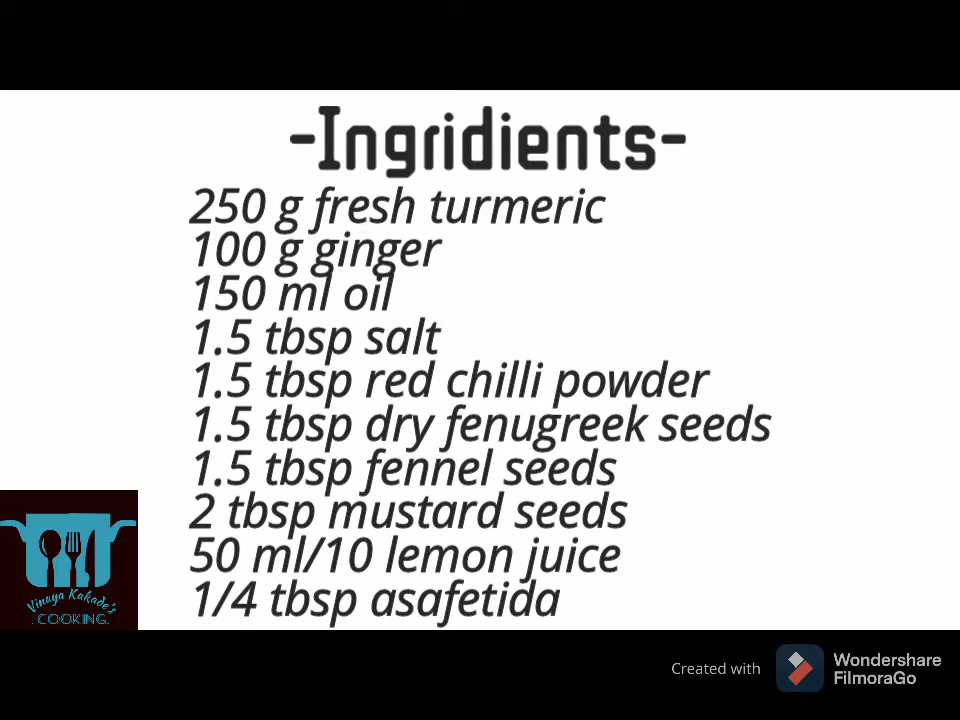 -Ingridients-
250 g fresh turmeric
100 g ginger
150 ml oil
1.5 tbsp salt
1.5 tbsp red chilli powder
1.5 tbsp dry fenugreek seeds
1.5 tbsp fennel seeds
2 tbsp mustard seeds
50 ml/10 lemon juice
1/4 tbsp asafetida
Vinaya Kakade's
. COOKING.
Created with
Wondershare
FilmoraGo